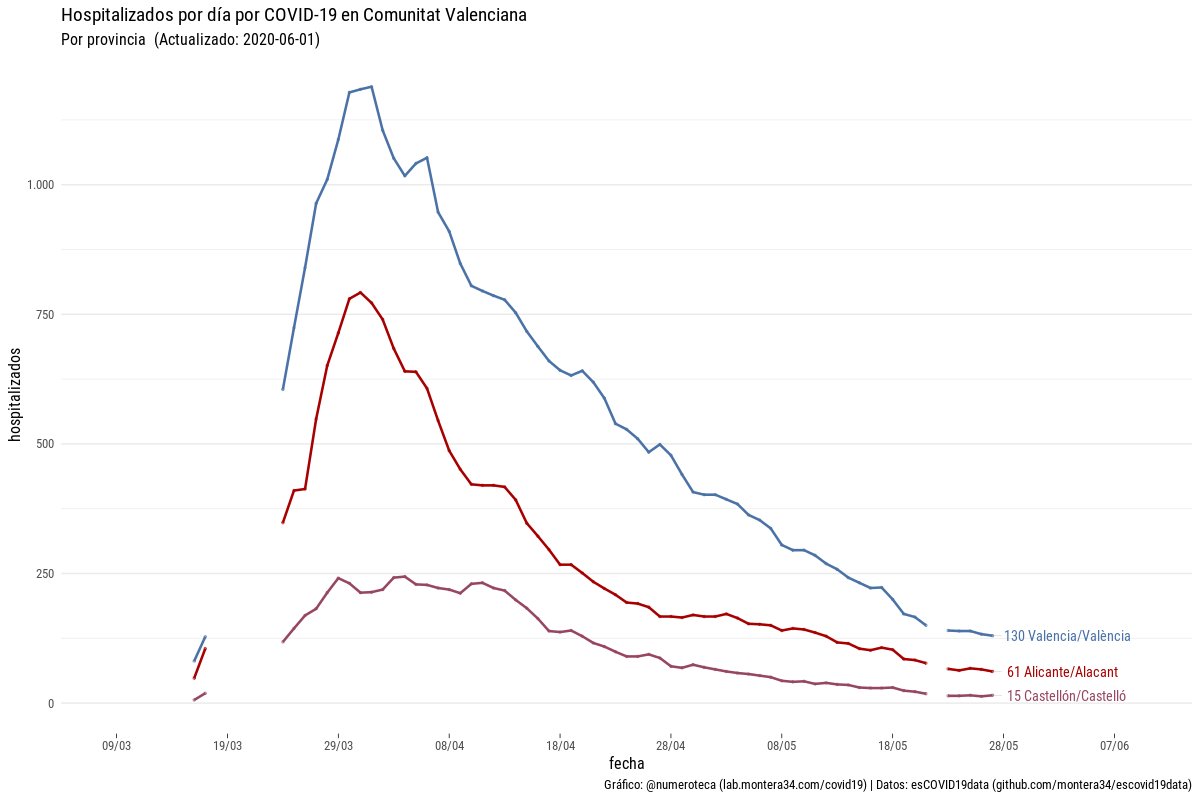 Hospitalizados por día por COVID-19 en Comunitat Valenciana
Por provincia  (Actualizado: 2020-06-01)
hospitalizados
1.000
750
500
250
0
130 Valencia/València
61 Alicante/Alacant
15 Castellón/Castelló
09/03 19/03 29/03 08/04 18/04 28/04 08/05 18/05 28/05 07/06
fecha
Gráfico: @numeroteca (lab.montera34.com/covid19) | Datos: esCOVID19data (github.com/montera34/escovid19data)